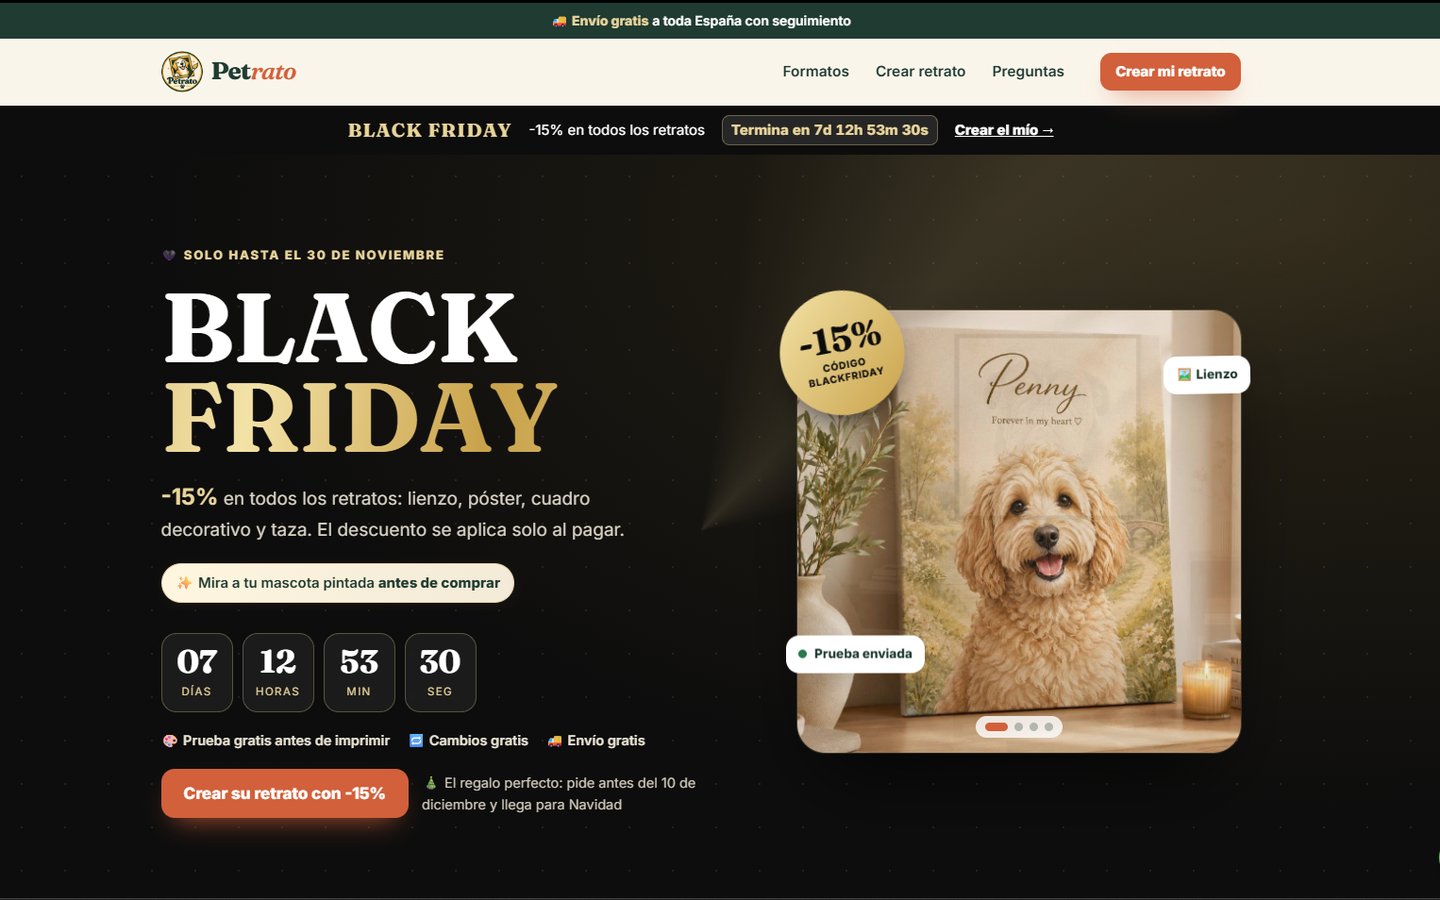 🚚 Envío gratis a toda España con seguimiento
Petrato
Petrato
Formatos
Crear retrato
Preguntas
Crear mi retrato
BLACK FRIDAY
-15% en todos los retratos
Termina en 7d 12h 53m 30s
Crear el mío →
🖤 SOLO HASTA EL 30 DE NOVIEMBRE
BLACK
FRIDAY
-15% en todos los retratos: lienzo, póster, cuadro
decorativo y taza. El descuento se aplica solo al pagar.
✨ Mira a tu mascota pintada antes de comprar
07
DÍAS
12
HORAS
53
MIN
30
SEG
🎨 Prueba gratis antes de imprimir
🔁 Cambios gratis
🚚 Envío gratis
Crear su retrato con -15%
🎄 El regalo perfecto: pide antes del 10 de
diciembre y llega para Navidad
-15%
CÓDIGO
BLACKFRIDAY
🖼️ Lienzo
Penny
Forever in my heart ♡
Prueba enviada